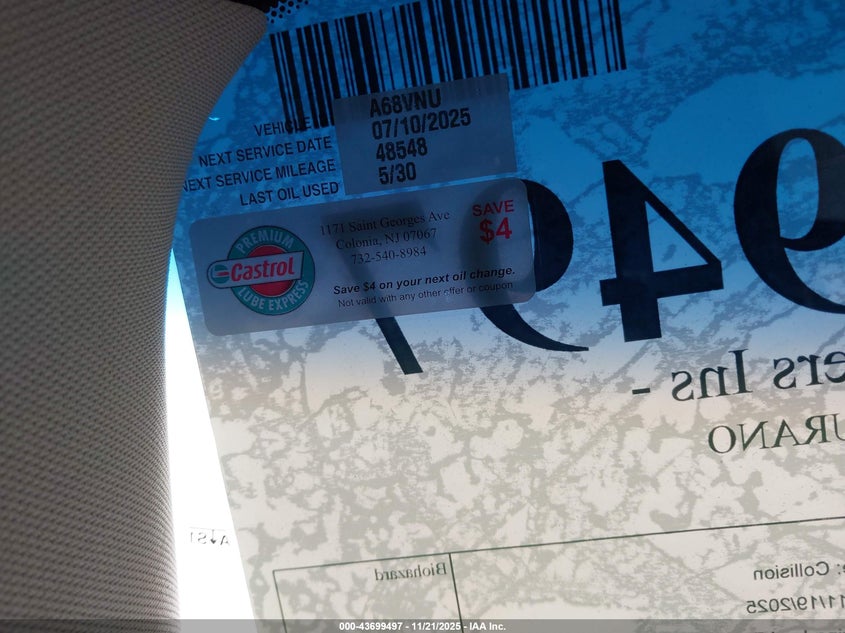 VEHICLE
A68VNU
NEXT SERVICE DATE 07/10/2025
NEXT SERVICE MILEAGE 48548
LAST OIL USED 5/30
PREMIUM
Castrol
LUBE EXPRESS
1171 Saint Georges Ave
Colonia, NJ 07067
732-540-8984
SAVE
$4
Save $4 on your next oil change.
Not valid with any other offer or coupon
9497
ers Ins -
URANO
Biohazard
: Collision
11/19/2025
000-43699497 - 11/21/2025 - IAA Inc.